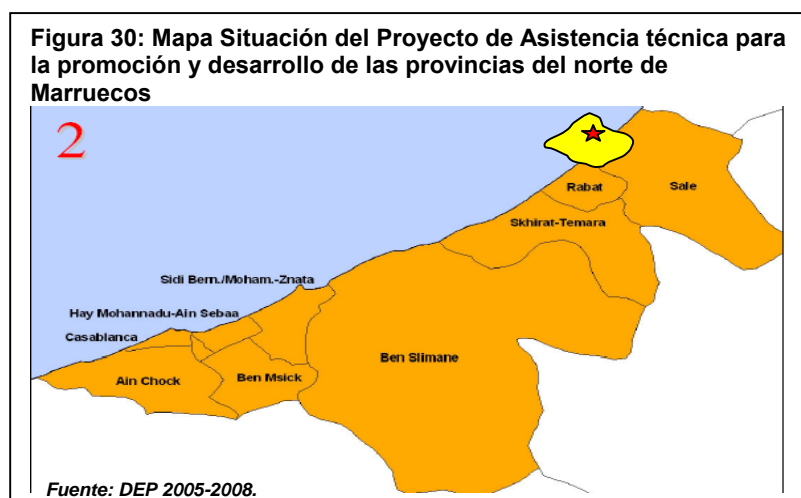 Figura 30: Mapa Situación del Proyecto de Asistencia técnica para
la promoción y desarrollo de las provincias del norte de
Marruecos
2
Rabat
Sale
Skhirat-Temara
Sidi Bern./Moham.-Znata
Hay Mohannadu-Ain Sebaa
Casablanca
Ben Slimane
Ain Chock
Ben Msick
Fuente: DEP 2005-2008.